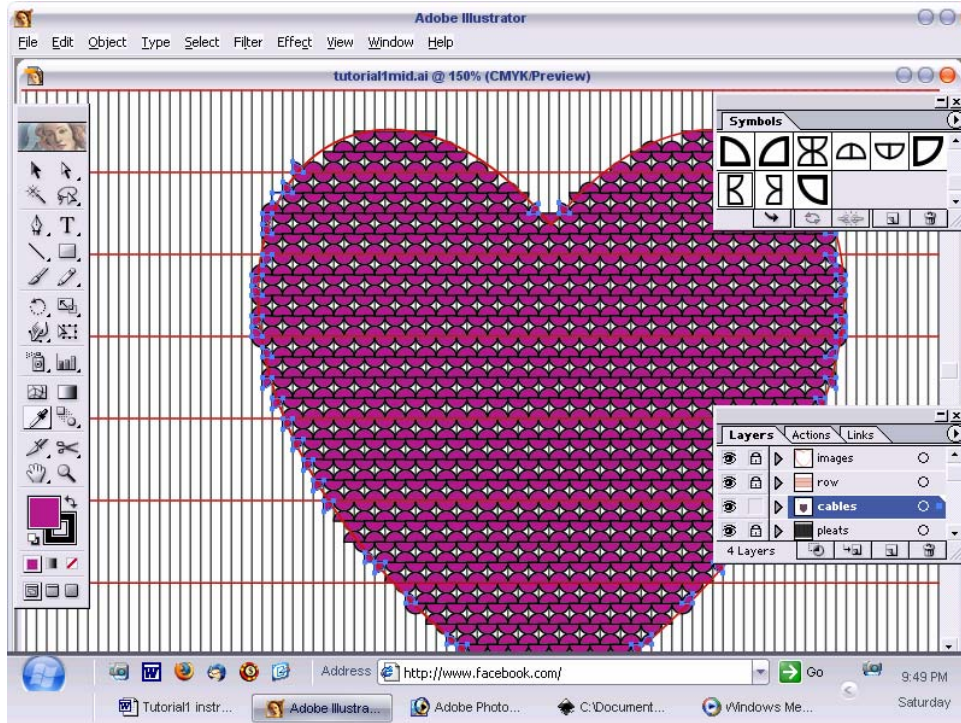 Adobe Illustrator
File Edit Object Type Select Filter Effect View Window Help
tutorial1mid.ai @ 150% (CMYK/Preview)
Symbols
T
Layers Actions Links
images
row
cables
pleats
4 Layers
Address http://www.facebook.com/ Go 9:49 PM
Tutorial1 instr... Adobe Illustra... Adobe Photo... C:\Document... Windows Me... Saturday